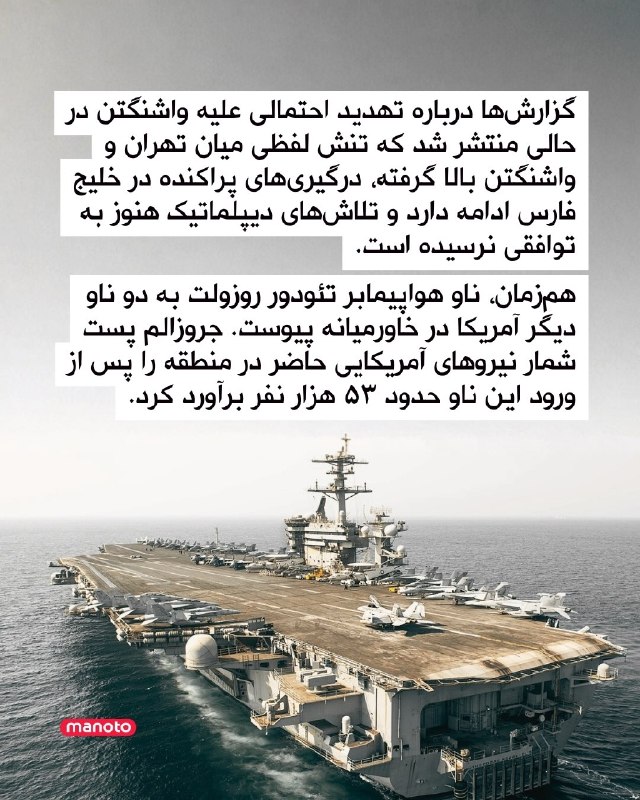 گزارش‌ها درباره تهدید احتمالی علیه واشنگتن در
حالی منتشر شد که تنش لفظی میان تهران و
واشنگتن بالا گرفته، درگیری‌های پراکنده در خلیج
فارس ادامه دارد و تلاش‌های دیپلماتیک هنوز به
توافقی نرسیده است.
هم‌زمان، ناو هواپیمابر تئودور روزولت به دو ناو
دیگر آمریکا در خاورمیانه پیوست. جروزالم پست
شمار نیروهای آمریکایی حاضر در منطقه را پس از
ورود این ناو حدود ۵۳ هزار نفر برآورد کرد.
manoto